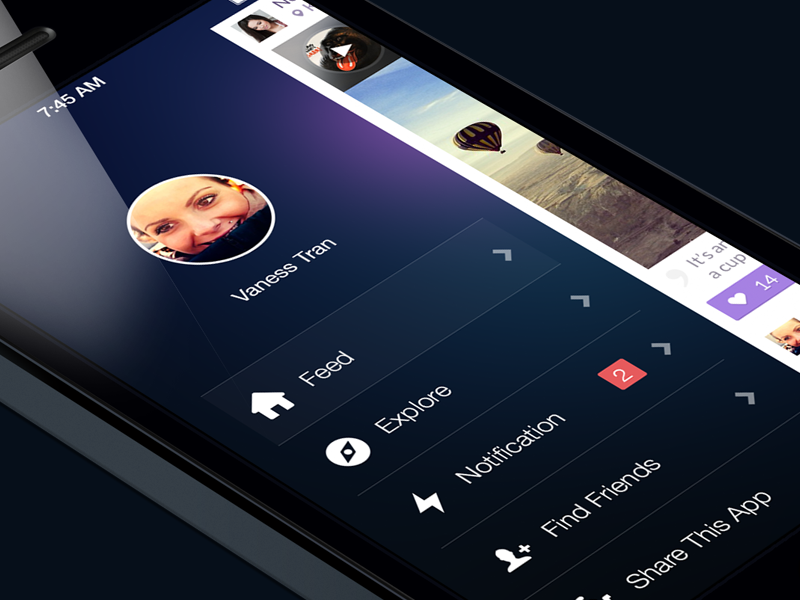 7:45 AM
Vaness Tran
Feed
Explore
Notification
2
Find Friends
Share This App
It's
a cup
14